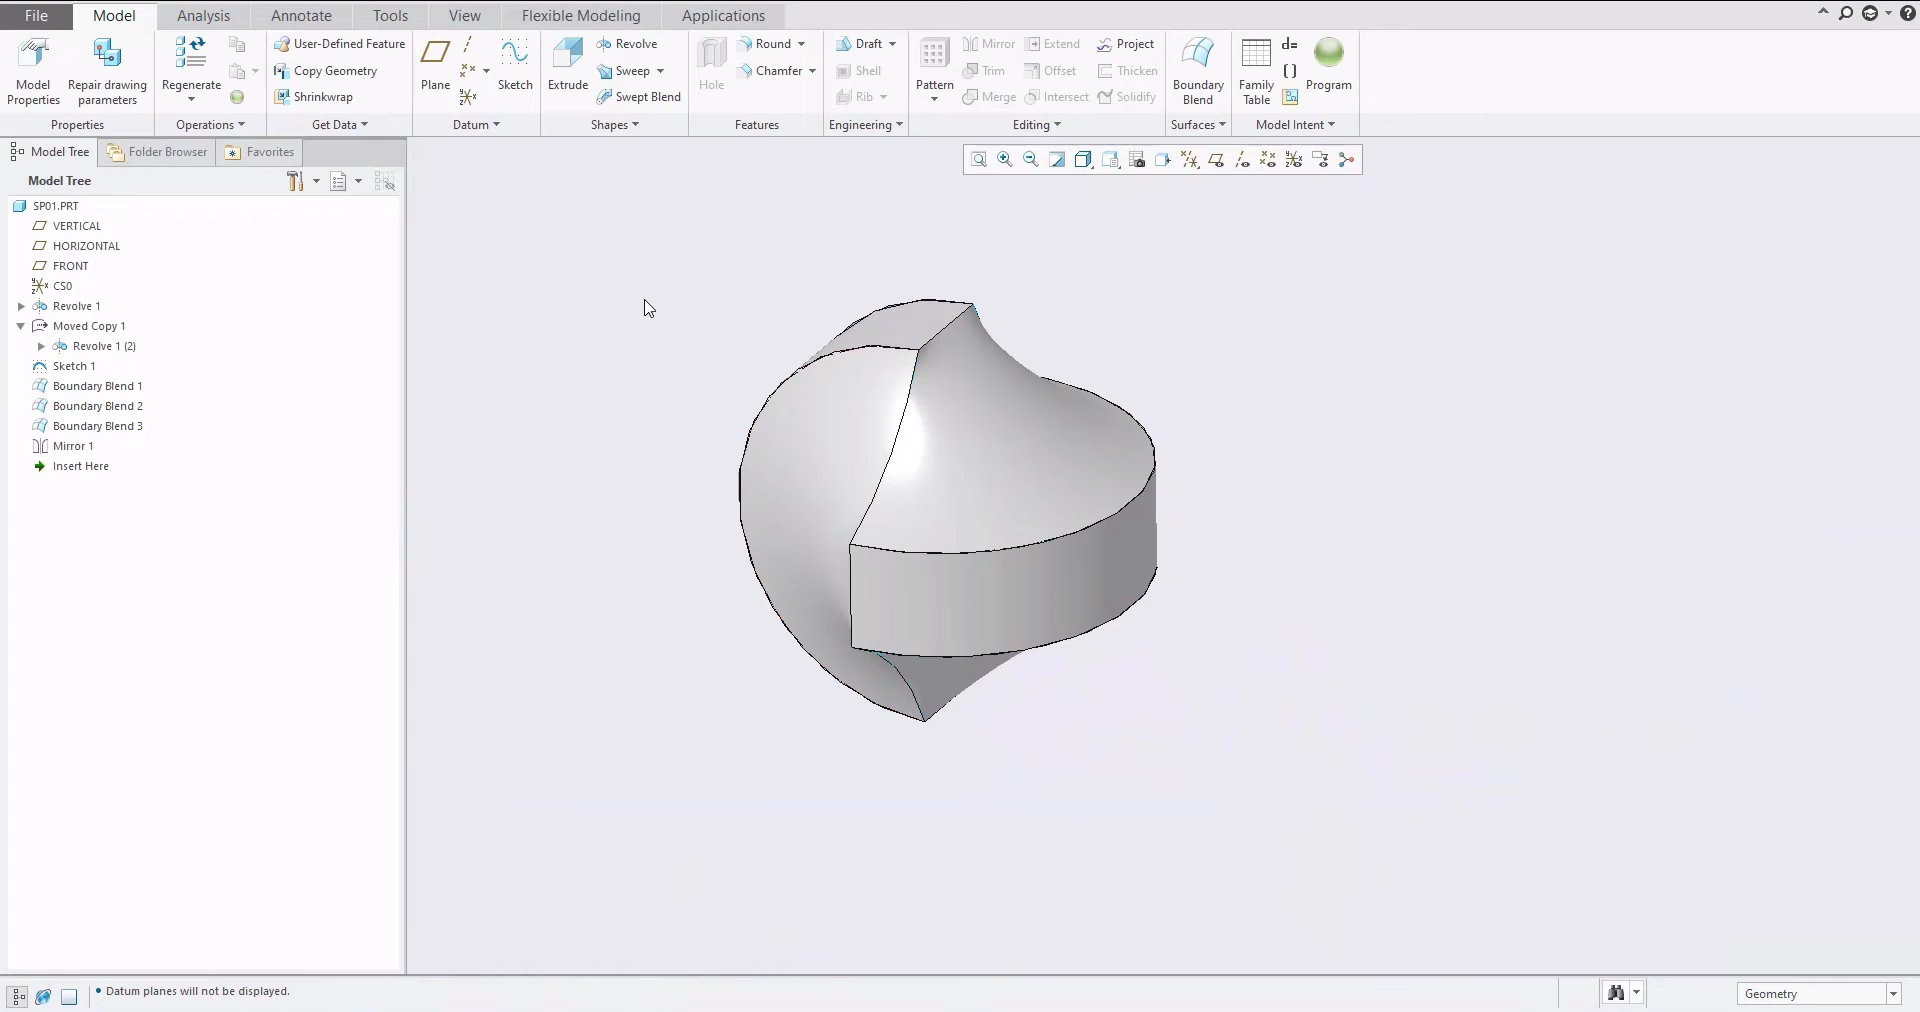 File Model Analysis Annotate Tools View Flexible Modeling Applications
Model Properties
Repair drawing parameters
Properties
Regenerate
Operations
User-Defined Feature
Copy Geometry
Shrinkwrap
Get Data
Plane
Sketch
Datum
Extrude
Revolve
Sweep
Swept Blend
Shapes
Hole
Round
Chamfer
Features
Draft
Shell
Rib
Engineering
Pattern
Mirror Extend Project
Trim Offset Thicken
Merge Intersect Solidify
Editing
Boundary Blend
Surfaces
Family Table
d=
Program
Model Intent
Model Tree Folder Browser Favorites
Model Tree
SP01.PRT
VERTICAL
HORIZONTAL
FRONT
CS0
Revolve 1
Moved Copy 1
Revolve 1 (2)
Sketch 1
Boundary Blend 1
Boundary Blend 2
Boundary Blend 3
Mirror 1
Insert Here
• Datum planes will not be displayed.
Geometry